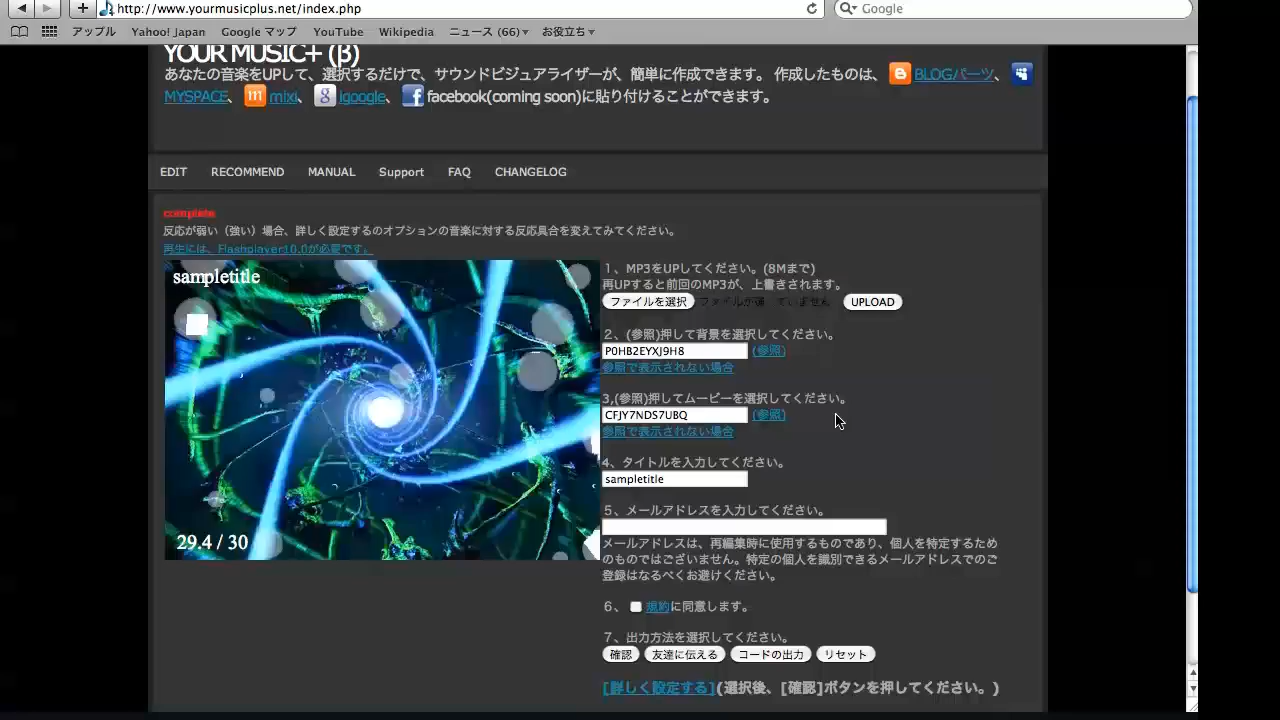 http://www.yourmusicplus.net/index.php
Google
アップル Yahoo! Japan Google マップ YouTube Wikipedia ニュース (66)▾ お役立ち▾
YOUR MUSIC+ (β)
あなたの音楽をUPして、選択するだけで、サウンドビジュアライザーが、簡単に作成できます。 作成したものは、 BLOGパーツ、
MYSPACE、 mixi、 igoogle、 facebook(coming soon)に貼り付けることができます。
EDIT RECOMMEND MANUAL Support FAQ CHANGELOG
complete
反応が弱い（強い）場合、詳しく設定するのオプションの音楽に対する反応具合を変えてみてください。
再生には、Flashplayer10.0が必要です。
sampletitle
29.4 / 30
１、MP3をUPしてください。(8Mまで)
再UPすると前回のMP3が、上書きされます。
ファイルを選択 UPLOAD
２、(参照)押して背景を選択してください。
P0HB2EYXJ9H8 (参照)
参照で表示されない場合
3,(参照)押してムービーを選択してください。
CFJY7NDS7UBQ (参照)
参照で表示されない場合
4、タイトルを入力してください。
sampletitle
５、メールアドレスを入力してください。
メールアドレスは、再編集時に使用するものであり、個人を特定するため
のものではございません。特定の個人を識別できるメールアドレスでのご
登録はなるべくお避けください。
６、 規約に同意します。
７、出力方法を選択してください。
確認 友達に伝える コードの出力 リセット
[詳しく設定する](選択後、[確認]ボタンを押してください。)